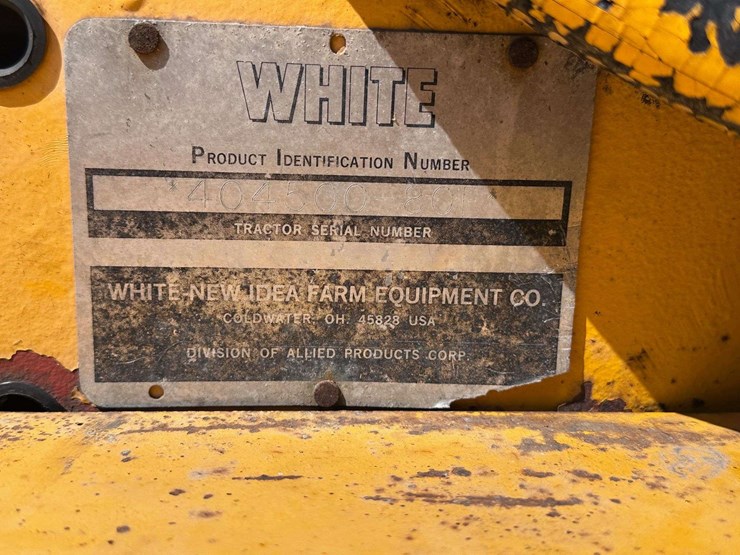 WHITE
PRODUCT IDENTIFICATION NUMBER
TRACTOR SERIAL NUMBER
WHITE-NEW IDEA FARM EQUIPMENT CO.
COLDWATER, OH. 45828 USA
DIVISION OF ALLIED PRODUCTS CORP.